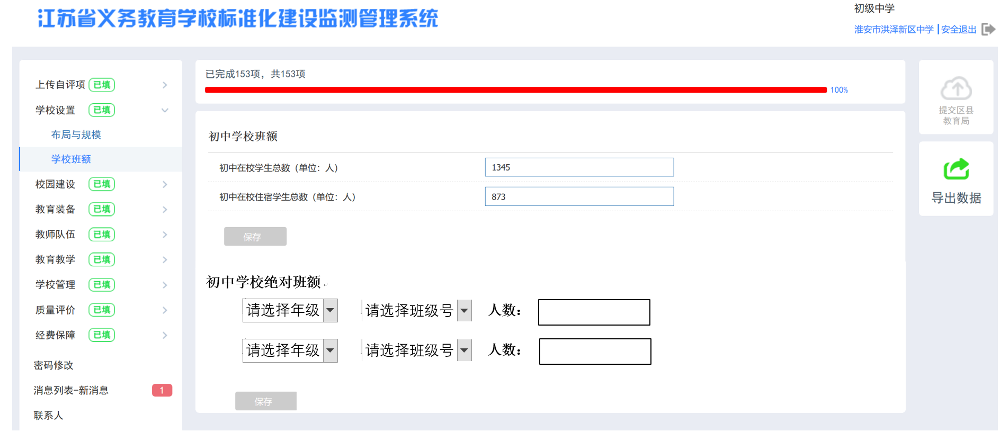 江苏省义务教育学校标准化建设监测管理系统
初级中学
淮安市洪泽新区中学 安全退出
上传自评项 已填
学校设置 已填
布局与规模
学校班额
校园建设 已填
教育装备 已填
教师队伍 已填
教育教学 已填
学校管理 已填
质量评价 已填
经费保障 已填
密码修改
消息列表-新消息 1
联系人
已完成153项，共153项
100%
初中学校班额
初中在校学生总数（单位：人） 1345
初中在校住宿学生总数（单位：人） 873
保存
初中学校绝对班额
请选择年级 请选择班级号 人数：
请选择年级 请选择班级号 人数：
保存
提交区县
教育局
导出数据